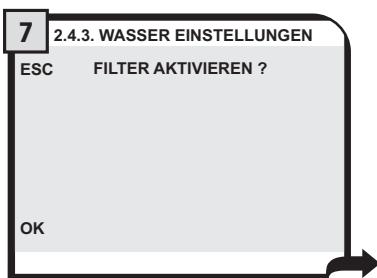 7 2.4.3. WASSER EINSTELLUNGEN
ESC FILTER AKTIVIEREN ?
OK